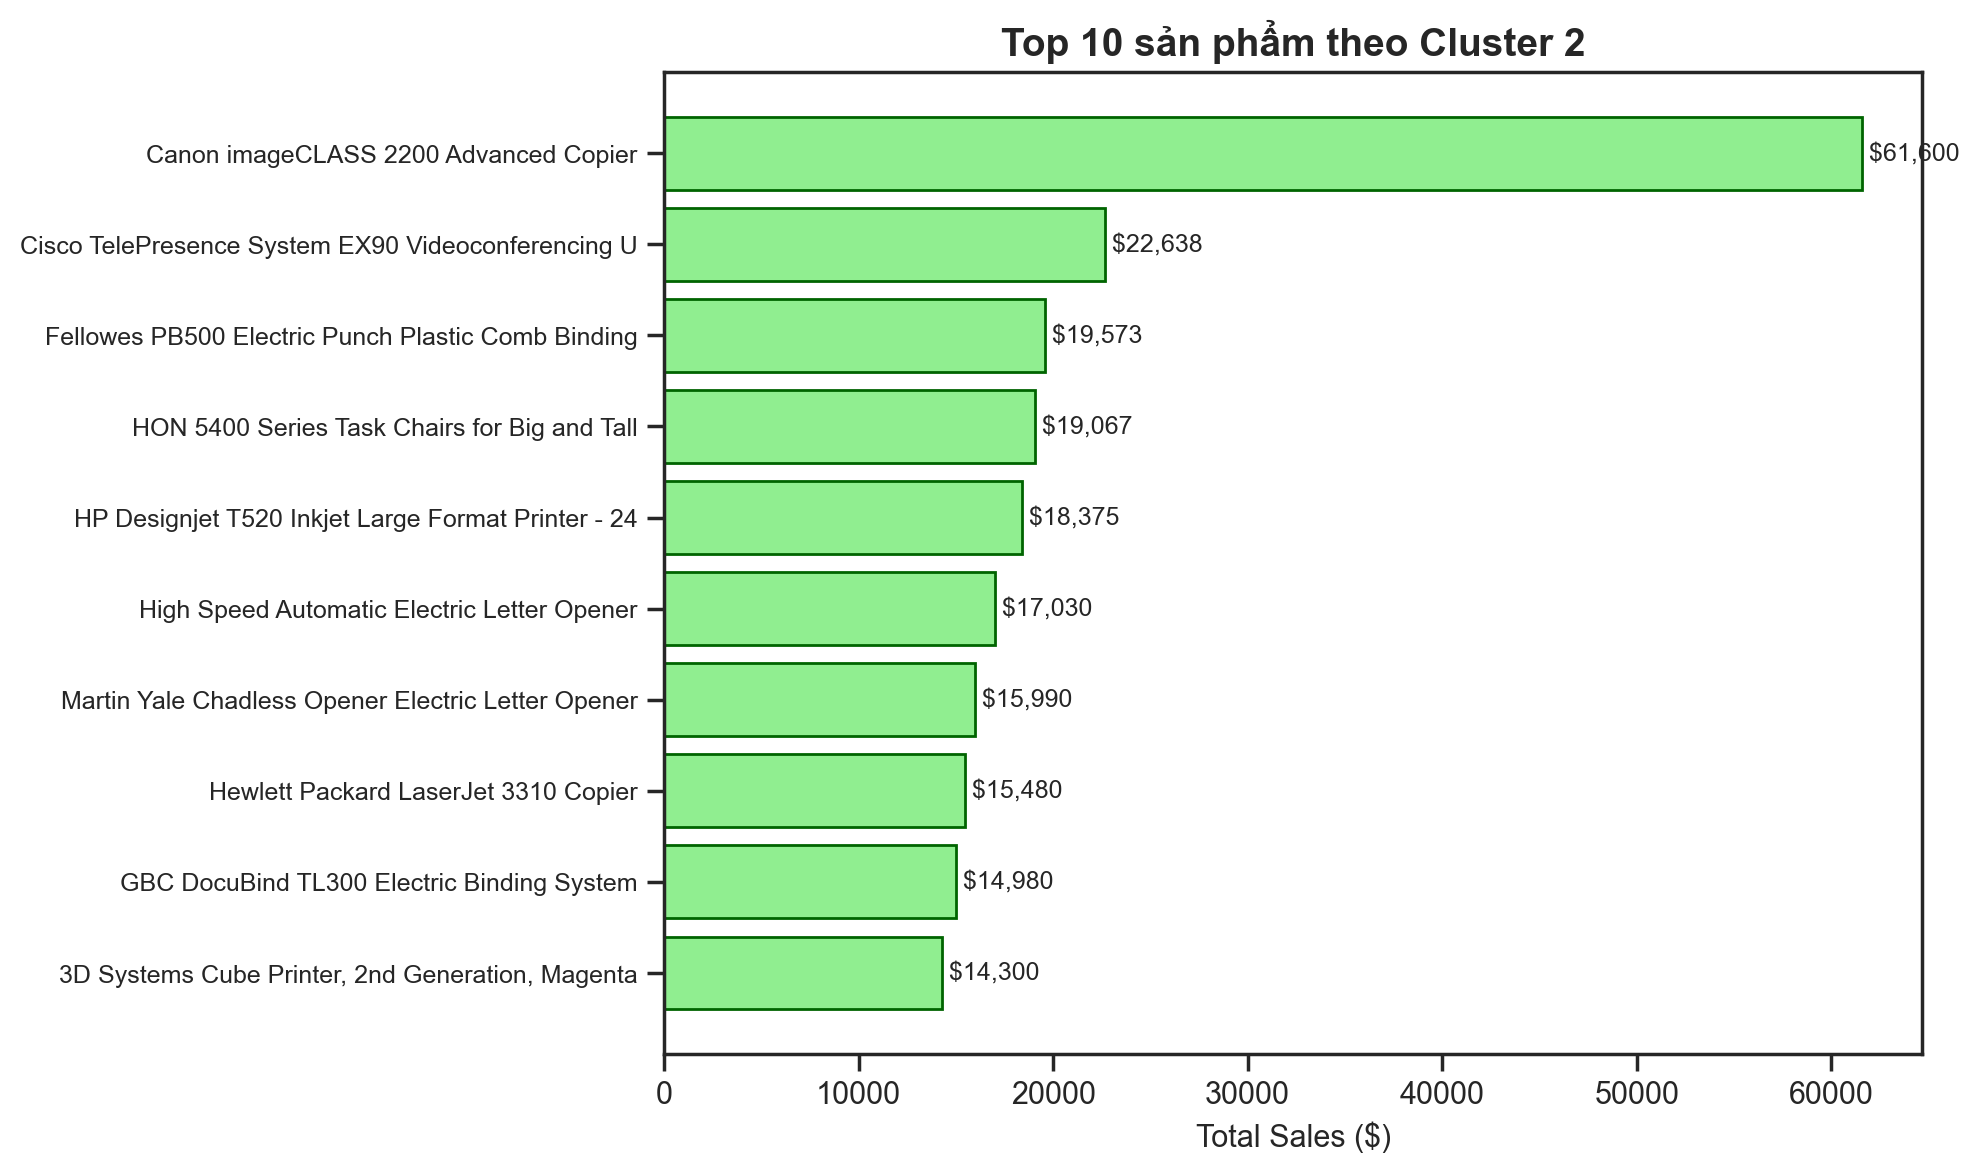 Top 10 sản phẩm theo Cluster 2
Canon imageCLASS 2200 Advanced Copier
$61,600
Cisco TelePresence System EX90 Videoconferencing U
$22,638
Fellowes PB500 Electric Punch Plastic Comb Binding
$19,573
HON 5400 Series Task Chairs for Big and Tall
$19,067
HP Designjet T520 Inkjet Large Format Printer - 24
$18,375
High Speed Automatic Electric Letter Opener
$17,030
Martin Yale Chadless Opener Electric Letter Opener
$15,990
Hewlett Packard LaserJet 3310 Copier
$15,480
GBC DocuBind TL300 Electric Binding System
$14,980
3D Systems Cube Printer, 2nd Generation, Magenta
$14,300
0 10000 20000 30000 40000 50000 60000
Total Sales ($)